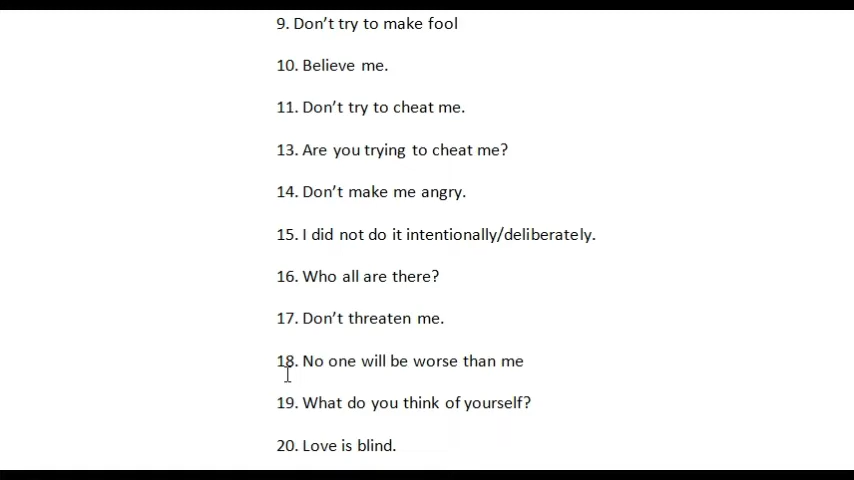 9. Don’t try to make fool
10. Believe me.
11. Don’t try to cheat me.
13. Are you trying to cheat me?
14. Don’t make me angry.
15. I did not do it intentionally/deliberately.
16. Who all are there?
17. Don’t threaten me.
18. No one will be worse than me
19. What do you think of yourself?
20. Love is blind.